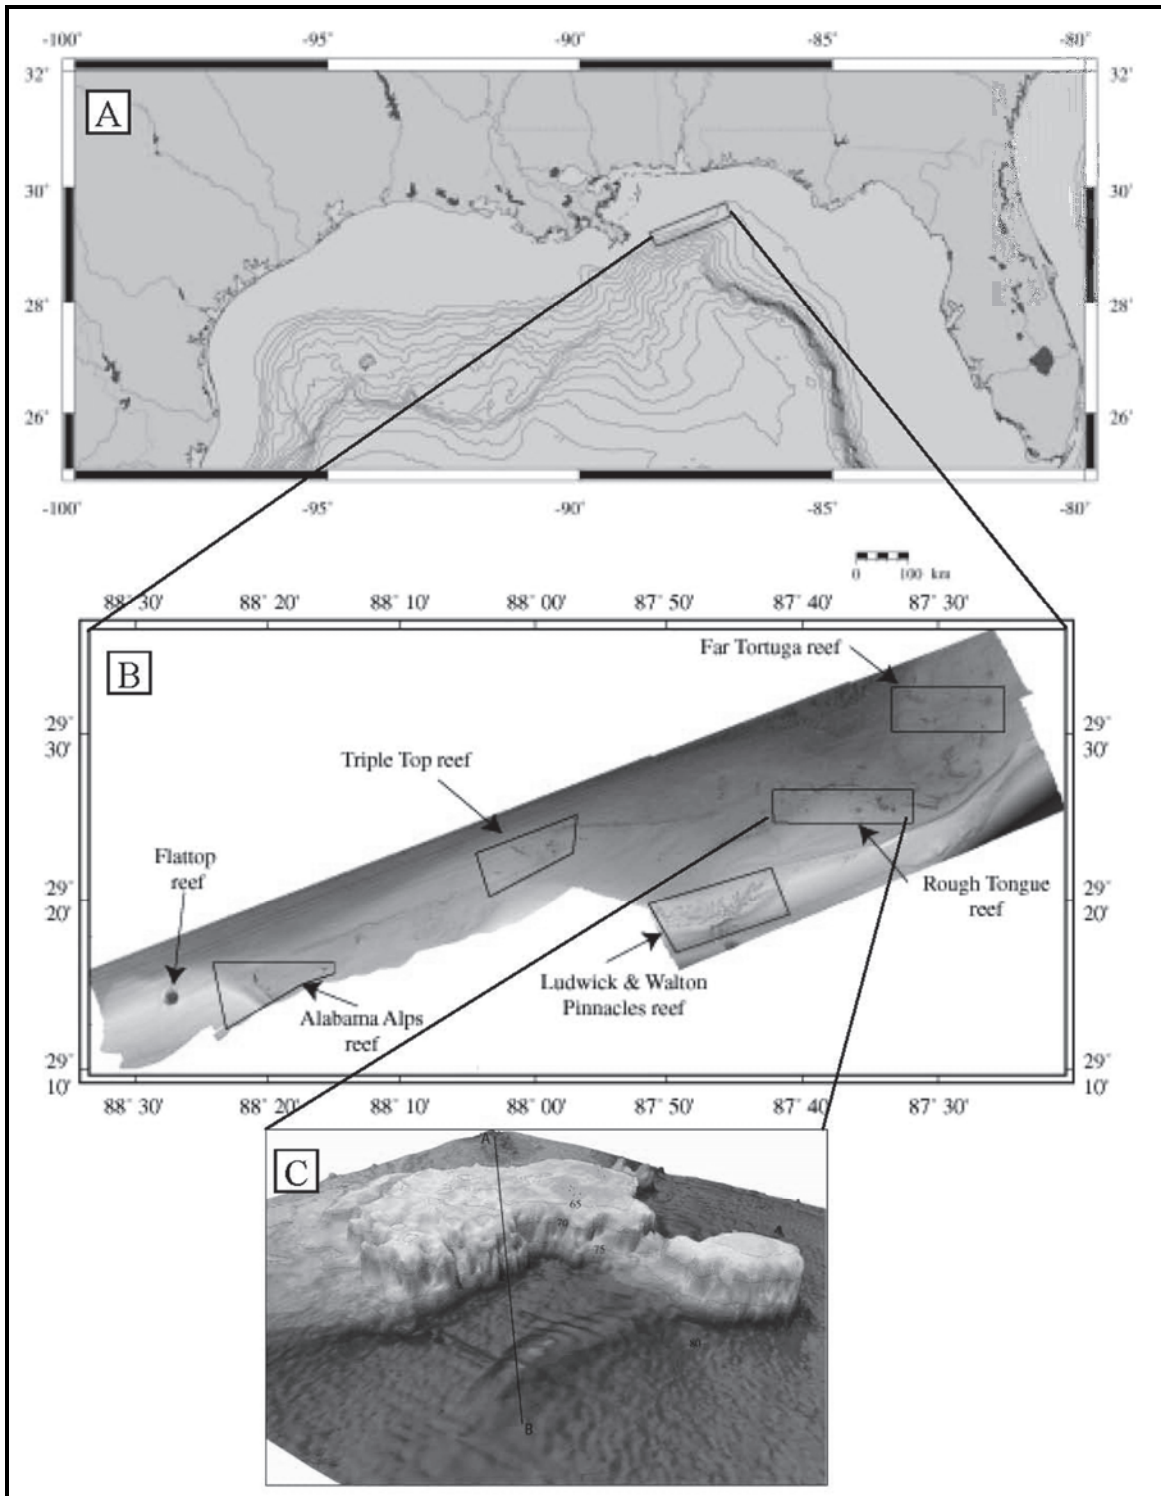 -100° -95° -90° -85° -80°
32° 32°
A
30° 30°
28° 28°
26° 26°
-100° -95° -90° -85° -80°
0 100 km
88° 30' 88° 20' 88° 10' 88° 00' 87° 50' 87° 40' 87° 30'
B
Far Tortuga reef
29° 30' 29° 30'
Triple Top reef
Flattop
reef
29° 20' 29° 20'
Rough Tongue
reef
Ludwick & Walton
Pinnacles reef
Alabama Alps
reef
29° 10' 29° 10'
88° 30' 88° 20' 88° 10' 88° 00' 87° 50' 87° 40' 87° 30'
C
A
65
70
75
A
80
B